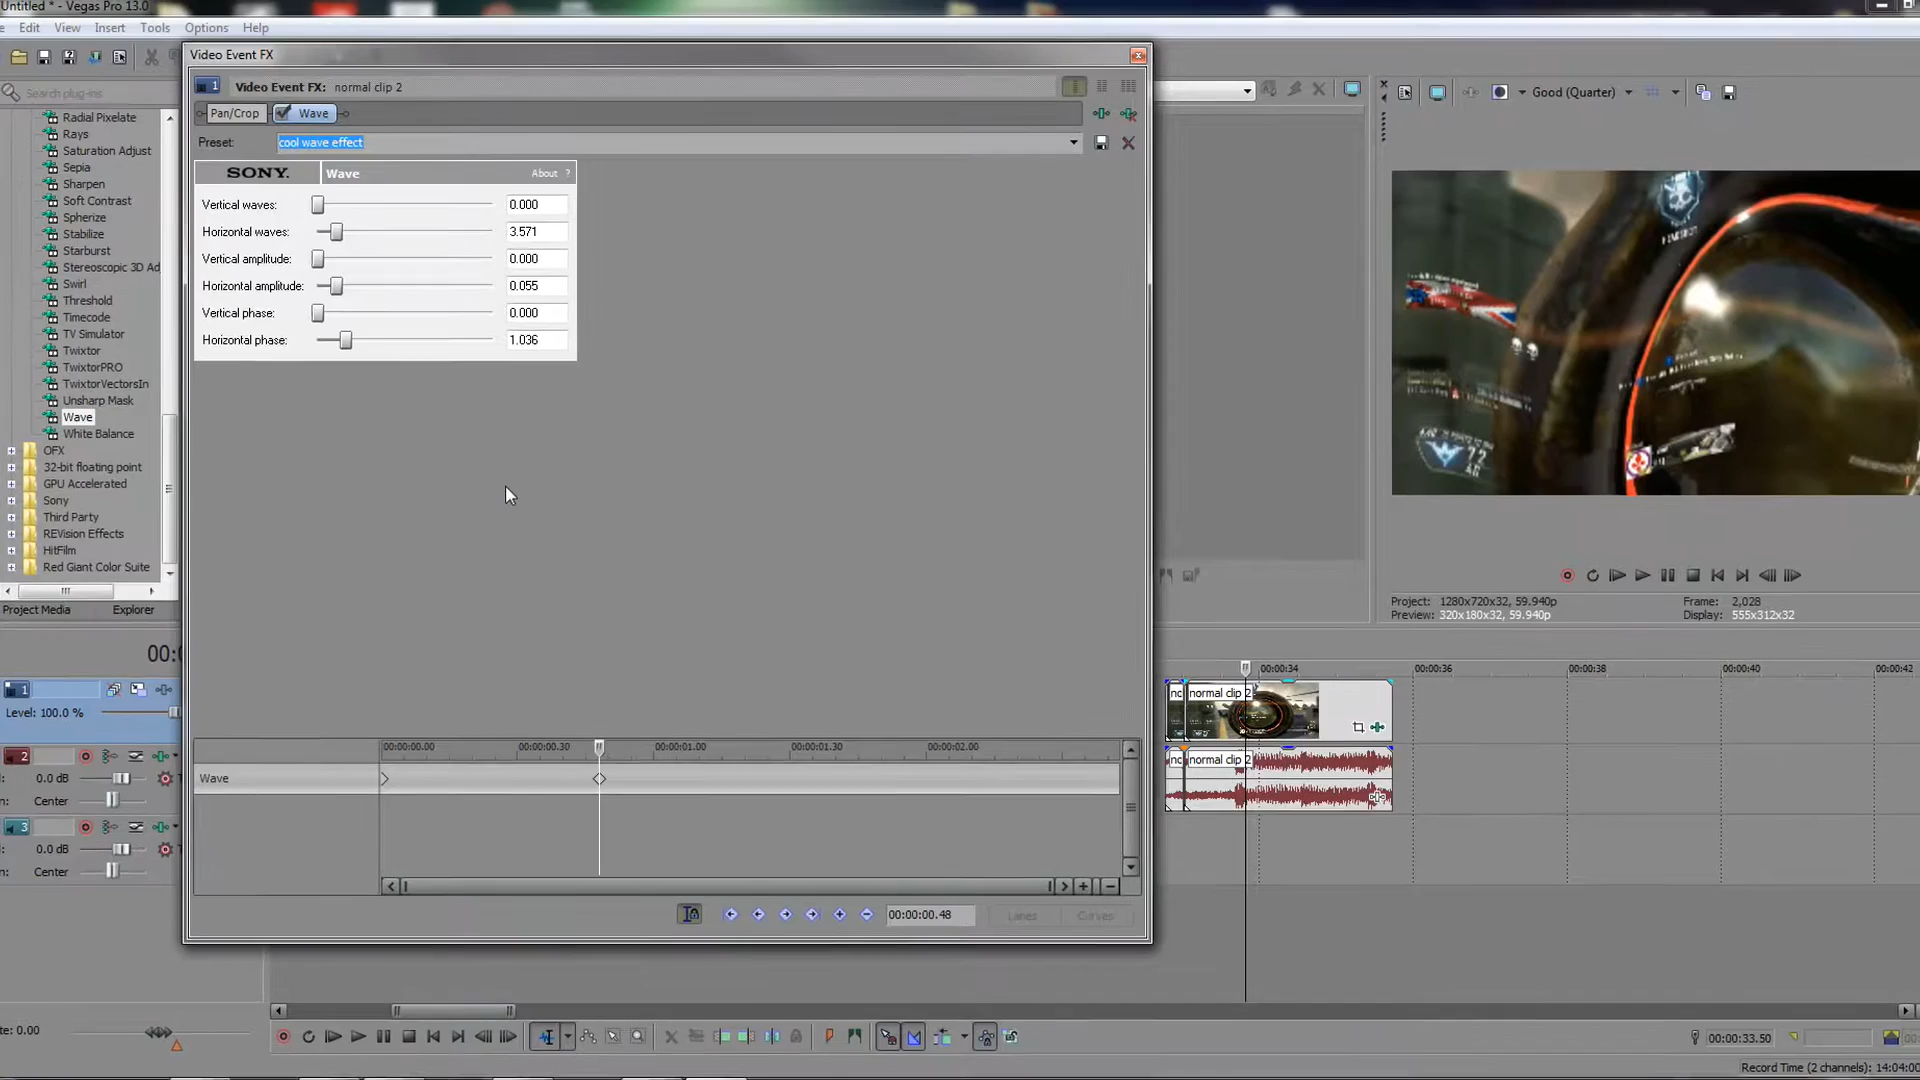 Untitled * - Vegas Pro 13.0
Edit View Insert Tools Options Help
Search plug-ins
Radial Pixelate
Rays
Saturation Adjust
Sepia
Sharpen
Soft Contrast
Spherize
Stabilize
Starburst
Stereoscopic 3D Adj
Swirl
Threshold
Timecode
TV Simulator
Twixtor
TwixtorPRO
TwixtorVectorsIn
Unsharp Mask
Wave
White Balance
OFX
32-bit floating point
GPU Accelerated
Sony
Third Party
REVision Effects
HitFilm
Red Giant Color Suite
Project Media Explorer
Video Event FX
1 Video Event FX: normal clip 2
Pan/Crop Wave
Preset: cool wave effect
SONY. Wave About ?
Vertical waves: 0.000
Horizontal waves: 3.571
Vertical amplitude: 0.000
Horizontal amplitude: 0.055
Vertical phase: 0.000
Horizontal phase: 1.036
00:00:00.00 00:00:00.30 00:00:01.00 00:00:01.30 00:00:02.00
Wave
00:00:00.48 Lanes Curves
Good (Quarter)
72
Project: 1280x720x32, 59.940p Frame: 2,028
Preview: 320x180x32, 59.940p Display: 555x312x32
00:
1
Level: 100.0 %
2
0.0 dB
Center
3
0.0 dB
Center
te: 0.00
00:00:34 00:00:36 00:00:38 00:00:40 00:00:42
nc normal clip 2
nc normal clip 2
00:00:33.50
Record Time (2 channels): 14:04:00